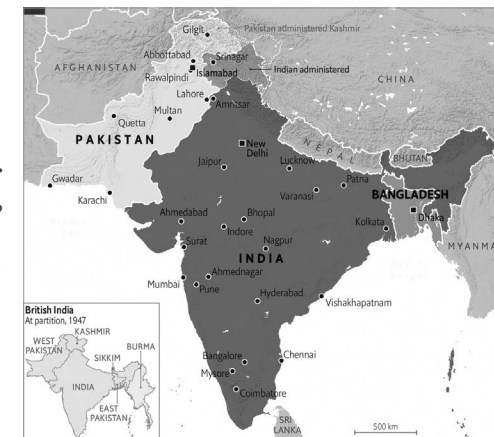 Gilgit
Pakistan administered Kashmir
Abbottabad
Srinagar
AFGHANISTAN
Islamabad
Indian administered
Rawalpindi
CHINA
Lahore
Amritsar
Multan
Quetta
PAKISTAN
New
Delhi
NEPAL
Jaipur
Lucknow
BHUTAN
Gwadar
Patna
Karachi
Varanasi
BANGLADESH
Ahmedabad
Bhopal
Kolkata
Dhaka
Indore
MYANMAR
Surat
Nagpur
INDIA
Mumbai
Ahmednagar
Pune
Hyderabad
Vishakhapatnam
British India
At partition, 1947
KASHMIR
WEST
PAKISTAN
BURMA
SIKKIM
INDIA
EAST
PAKISTAN
Bangalore
Chennai
Mysore
Coimbatore
SRI
LANKA
500 km